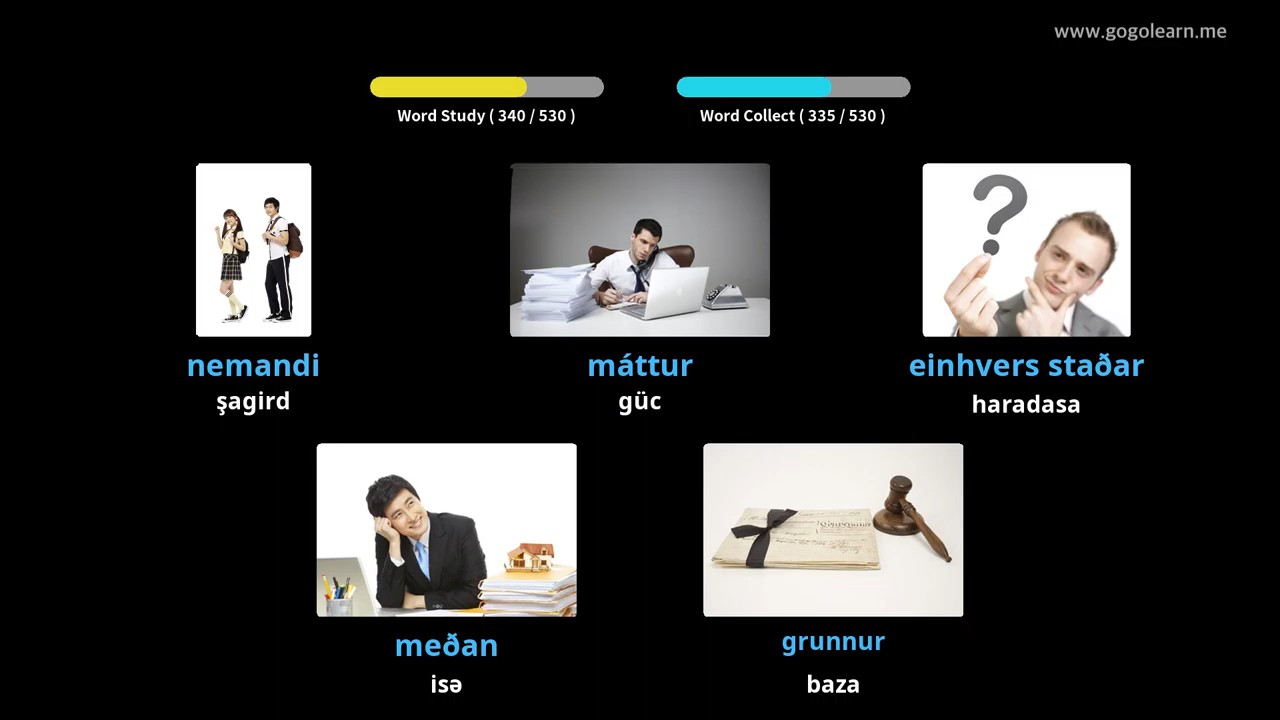 www.gogolearn.me
Word Study ( 340 / 530 )
Word Collect ( 335 / 530 )
nemandi
şagird
máttur
güc
einhvers staðar
haradasa
meðan
isə
grunnur
baza